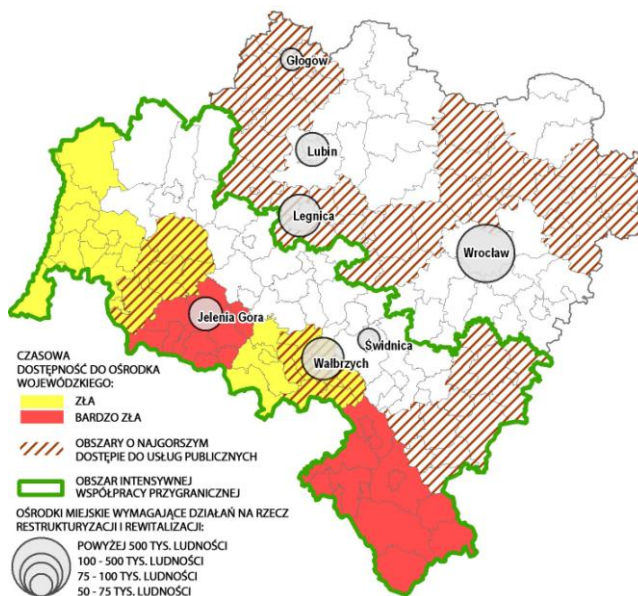 Głogów
Lubin
Legnica
Wrocław
Jelenia Góra
Świdnica
Wałbrzych
CZASOWA
DOSTĘPNOŚĆ DO OŚRODKA
WOJEWÓDZKIEGO:
ZŁA
BARDZO ZŁA
OBSZARY O NAJGORSZYM
DOSTĘPIE DO USŁUG PUBLICZNYCH
OBSZAR INTENSYWNEJ
WSPÓŁPRACY PRZYGRANICZNEJ
OŚRODKI MIEJSKIE WYMAGAJĄCE DZIAŁAŃ NA RZECZ
RESTRUKTURYZACJI I REWITALIZACJI:
POWYŻEJ 500 TYS. LUDNOŚCI
100 - 500 TYS. LUDNOŚCI
75 - 100 TYS. LUDNOŚCI
50 - 75 TYS. LUDNOŚCI